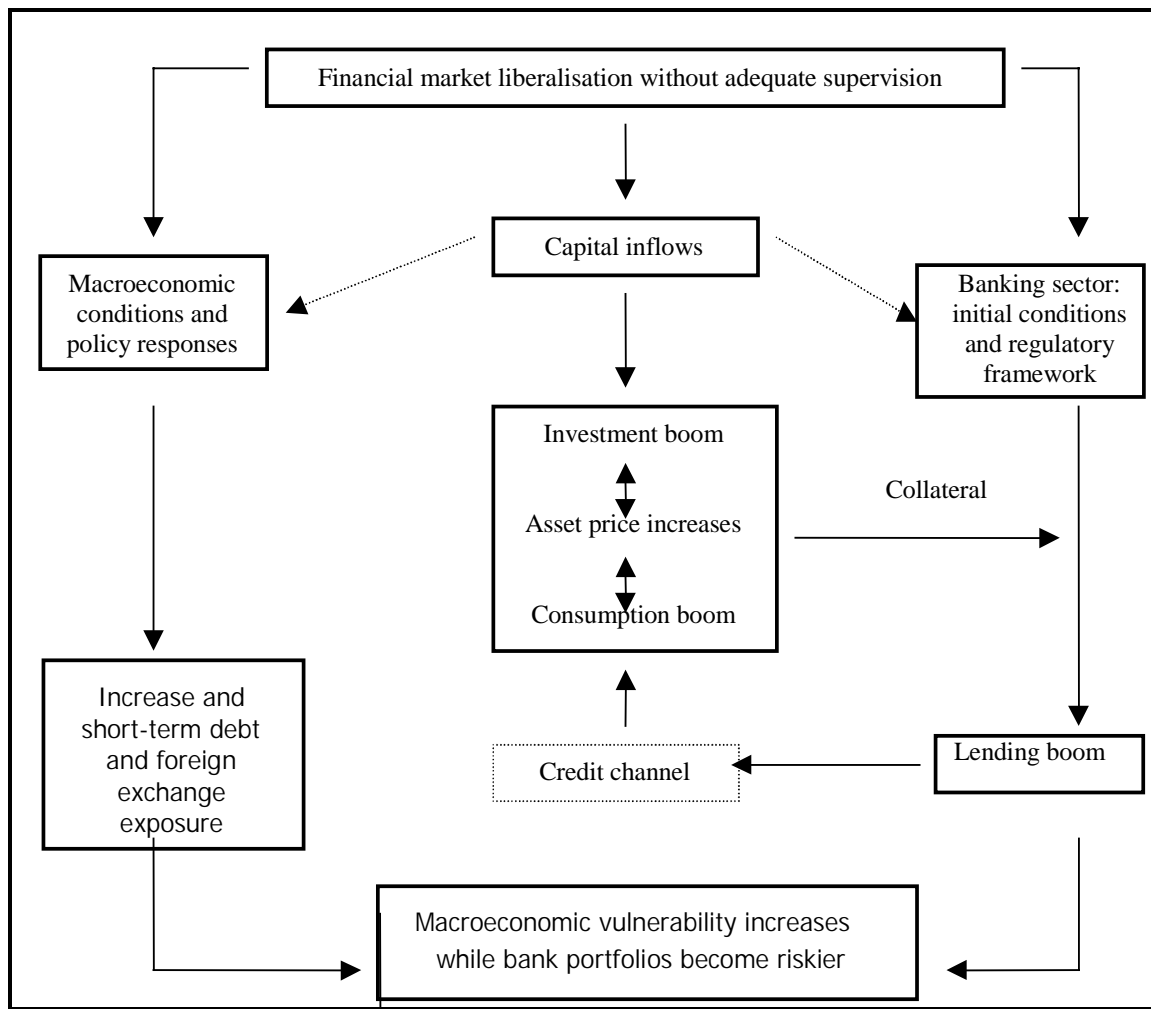 Financial market liberalisation without adequate supervision
Capital inflows
Macroeconomic
conditions and
policy responses
Banking sector:
initial conditions
and regulatory
framework
Investment boom
Asset price increases
Consumption boom
Collateral
Increase and
short-term debt
and foreign
exchange
exposure
Credit channel
Lending boom
Macroeconomic vulnerability increases
while bank portfolios become riskier